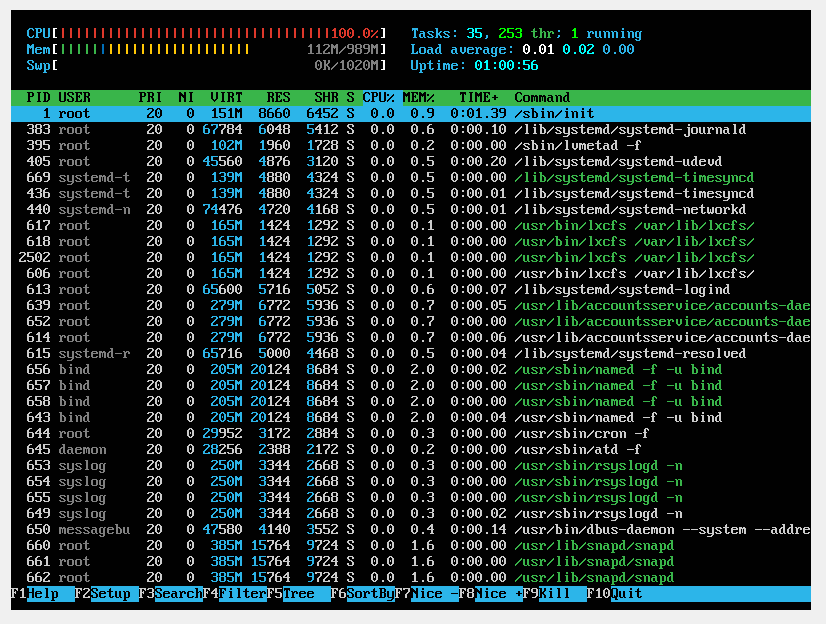 CPU[||||||||||||||||||||||||||||||||||100.0%] Tasks: 35, 253 thr; 1 running
Mem[|||||||||||||||||||||||| 112M/989M] Load average: 0.01 0.02 0.00
Swp[ 0K/1020M] Uptime: 01:00:56
PID USER PRI NI VIRT RES SHR S CPU% MEM% TIME+ Command
1 root 20 0 151M 8660 6452 S 0.0 0.9 0:01.39 /sbin/init
383 root 20 0 67784 6048 5412 S 0.0 0.6 0:00.10 /lib/systemd/systemd-journald
395 root 20 0 102M 1960 1728 S 0.0 0.2 0:00.00 /sbin/lvmetad -f
405 root 20 0 45560 4876 3120 S 0.0 0.5 0:00.20 /lib/systemd/systemd-udevd
669 systemd-t 20 0 139M 4880 4324 S 0.0 0.5 0:00.00 /lib/systemd/systemd-timesyncd
436 systemd-t 20 0 139M 4880 4324 S 0.0 0.5 0:00.01 /lib/systemd/systemd-timesyncd
440 systemd-n 20 0 74476 4720 4168 S 0.0 0.5 0:00.01 /lib/systemd/systemd-networkd
617 root 20 0 165M 1424 1292 S 0.0 0.1 0:00.00 /usr/bin/lxcfs /var/lib/lxcfs/
618 root 20 0 165M 1424 1292 S 0.0 0.1 0:00.00 /usr/bin/lxcfs /var/lib/lxcfs/
2502 root 20 0 165M 1424 1292 S 0.0 0.1 0:00.00 /usr/bin/lxcfs /var/lib/lxcfs/
606 root 20 0 165M 1424 1292 S 0.0 0.1 0:00.00 /usr/bin/lxcfs /var/lib/lxcfs/
613 root 20 0 65600 5716 5052 S 0.0 0.6 0:00.07 /lib/systemd/systemd-logind
639 root 20 0 279M 6772 5936 S 0.0 0.7 0:00.05 /usr/lib/accountsservice/accounts-dae
652 root 20 0 279M 6772 5936 S 0.0 0.7 0:00.00 /usr/lib/accountsservice/accounts-dae
614 root 20 0 279M 6772 5936 S 0.0 0.7 0:00.06 /usr/lib/accountsservice/accounts-dae
615 systemd-r 20 0 65716 5000 4468 S 0.0 0.5 0:00.04 /lib/systemd/systemd-resolved
656 bind 20 0 205M 20124 8684 S 0.0 2.0 0:00.02 /usr/sbin/named -f -u bind
657 bind 20 0 205M 20124 8684 S 0.0 2.0 0:00.00 /usr/sbin/named -f -u bind
658 bind 20 0 205M 20124 8684 S 0.0 2.0 0:00.00 /usr/sbin/named -f -u bind
643 bind 20 0 205M 20124 8684 S 0.0 2.0 0:00.04 /usr/sbin/named -f -u bind
644 root 20 0 29952 3172 2884 S 0.0 0.3 0:00.00 /usr/sbin/cron -f
645 daemon 20 0 28256 2388 2172 S 0.0 0.2 0:00.00 /usr/sbin/atd -f
653 syslog 20 0 250M 3344 2668 S 0.0 0.3 0:00.00 /usr/sbin/rsyslogd -n
654 syslog 20 0 250M 3344 2668 S 0.0 0.3 0:00.00 /usr/sbin/rsyslogd -n
655 syslog 20 0 250M 3344 2668 S 0.0 0.3 0:00.00 /usr/sbin/rsyslogd -n
649 syslog 20 0 250M 3344 2668 S 0.0 0.3 0:00.02 /usr/sbin/rsyslogd -n
650 messagebu 20 0 47580 4140 3552 S 0.0 0.4 0:00.14 /usr/bin/dbus-daemon --system --addre
660 root 20 0 385M 15764 9724 S 0.0 1.6 0:00.00 /usr/lib/snapd/snapd
661 root 20 0 385M 15764 9724 S 0.0 1.6 0:00.00 /usr/lib/snapd/snapd
662 root 20 0 385M 15764 9724 S 0.0 1.6 0:00.00 /usr/lib/snapd/snapd
F1Help F2Setup F3SearchF4FilterF5Tree F6SortByF7Nice -F8Nice +F9Kill F10Quit